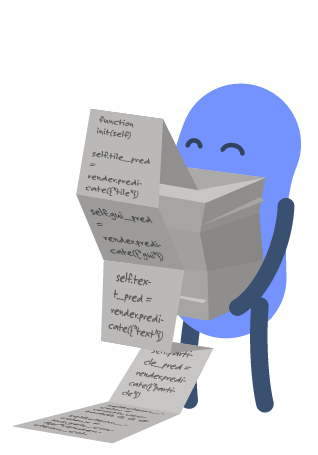 function
init(self)
self.tile_pred
=
render.predi-
cate({"tile"})
self.gui_pred
=
render.predi-
cate({"gui"})
self.tex-
t_pred =
render.predi-
cate({"text"})
self.parti-
cle_pred =
render.predi-
cate({"parti-
cle"})